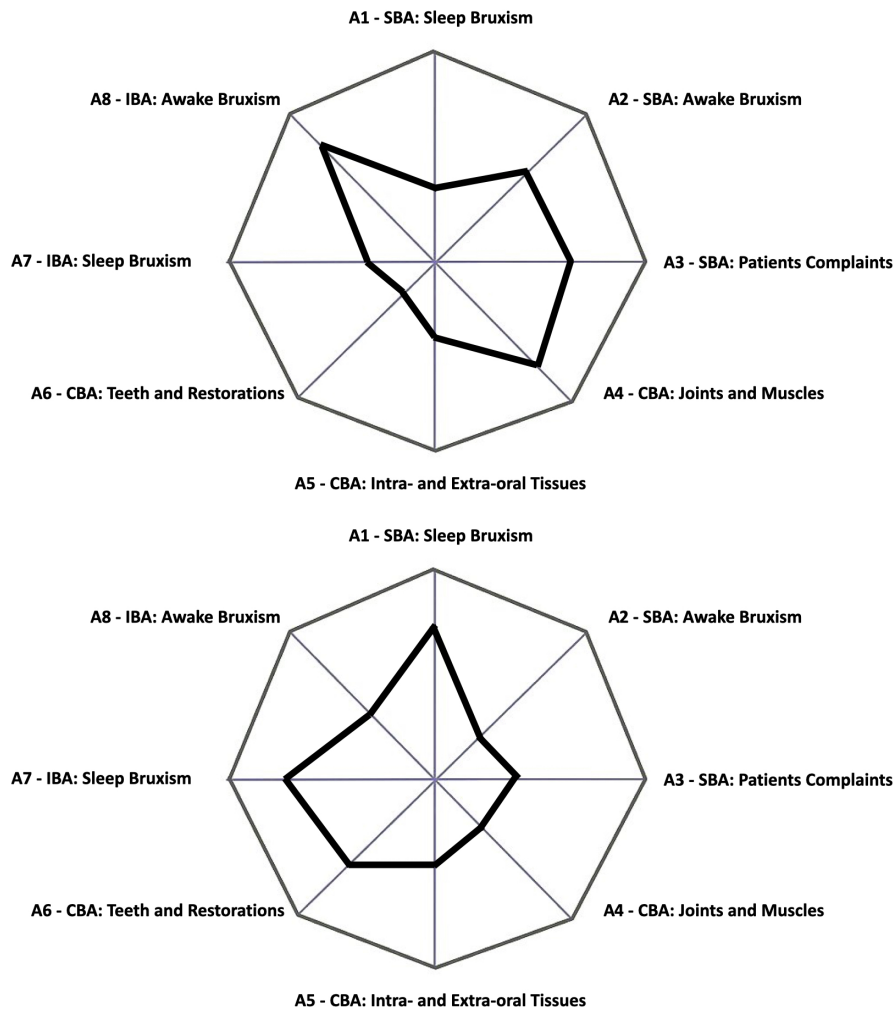 A1 - SBA: Sleep Bruxism
A8 - IBA: Awake Bruxism
A2 - SBA: Awake Bruxism
A7 - IBA: Sleep Bruxism
A3 - SBA: Patients Complaints
A6 - CBA: Teeth and Restorations
A4 - CBA: Joints and Muscles
A5 - CBA: Intra- and Extra-oral Tissues
A1 - SBA: Sleep Bruxism
A8 - IBA: Awake Bruxism
A2 - SBA: Awake Bruxism
A7 - IBA: Sleep Bruxism
A3 - SBA: Patients Complaints
A6 - CBA: Teeth and Restorations
A4 - CBA: Joints and Muscles
A5 - CBA: Intra- and Extra-oral Tissues